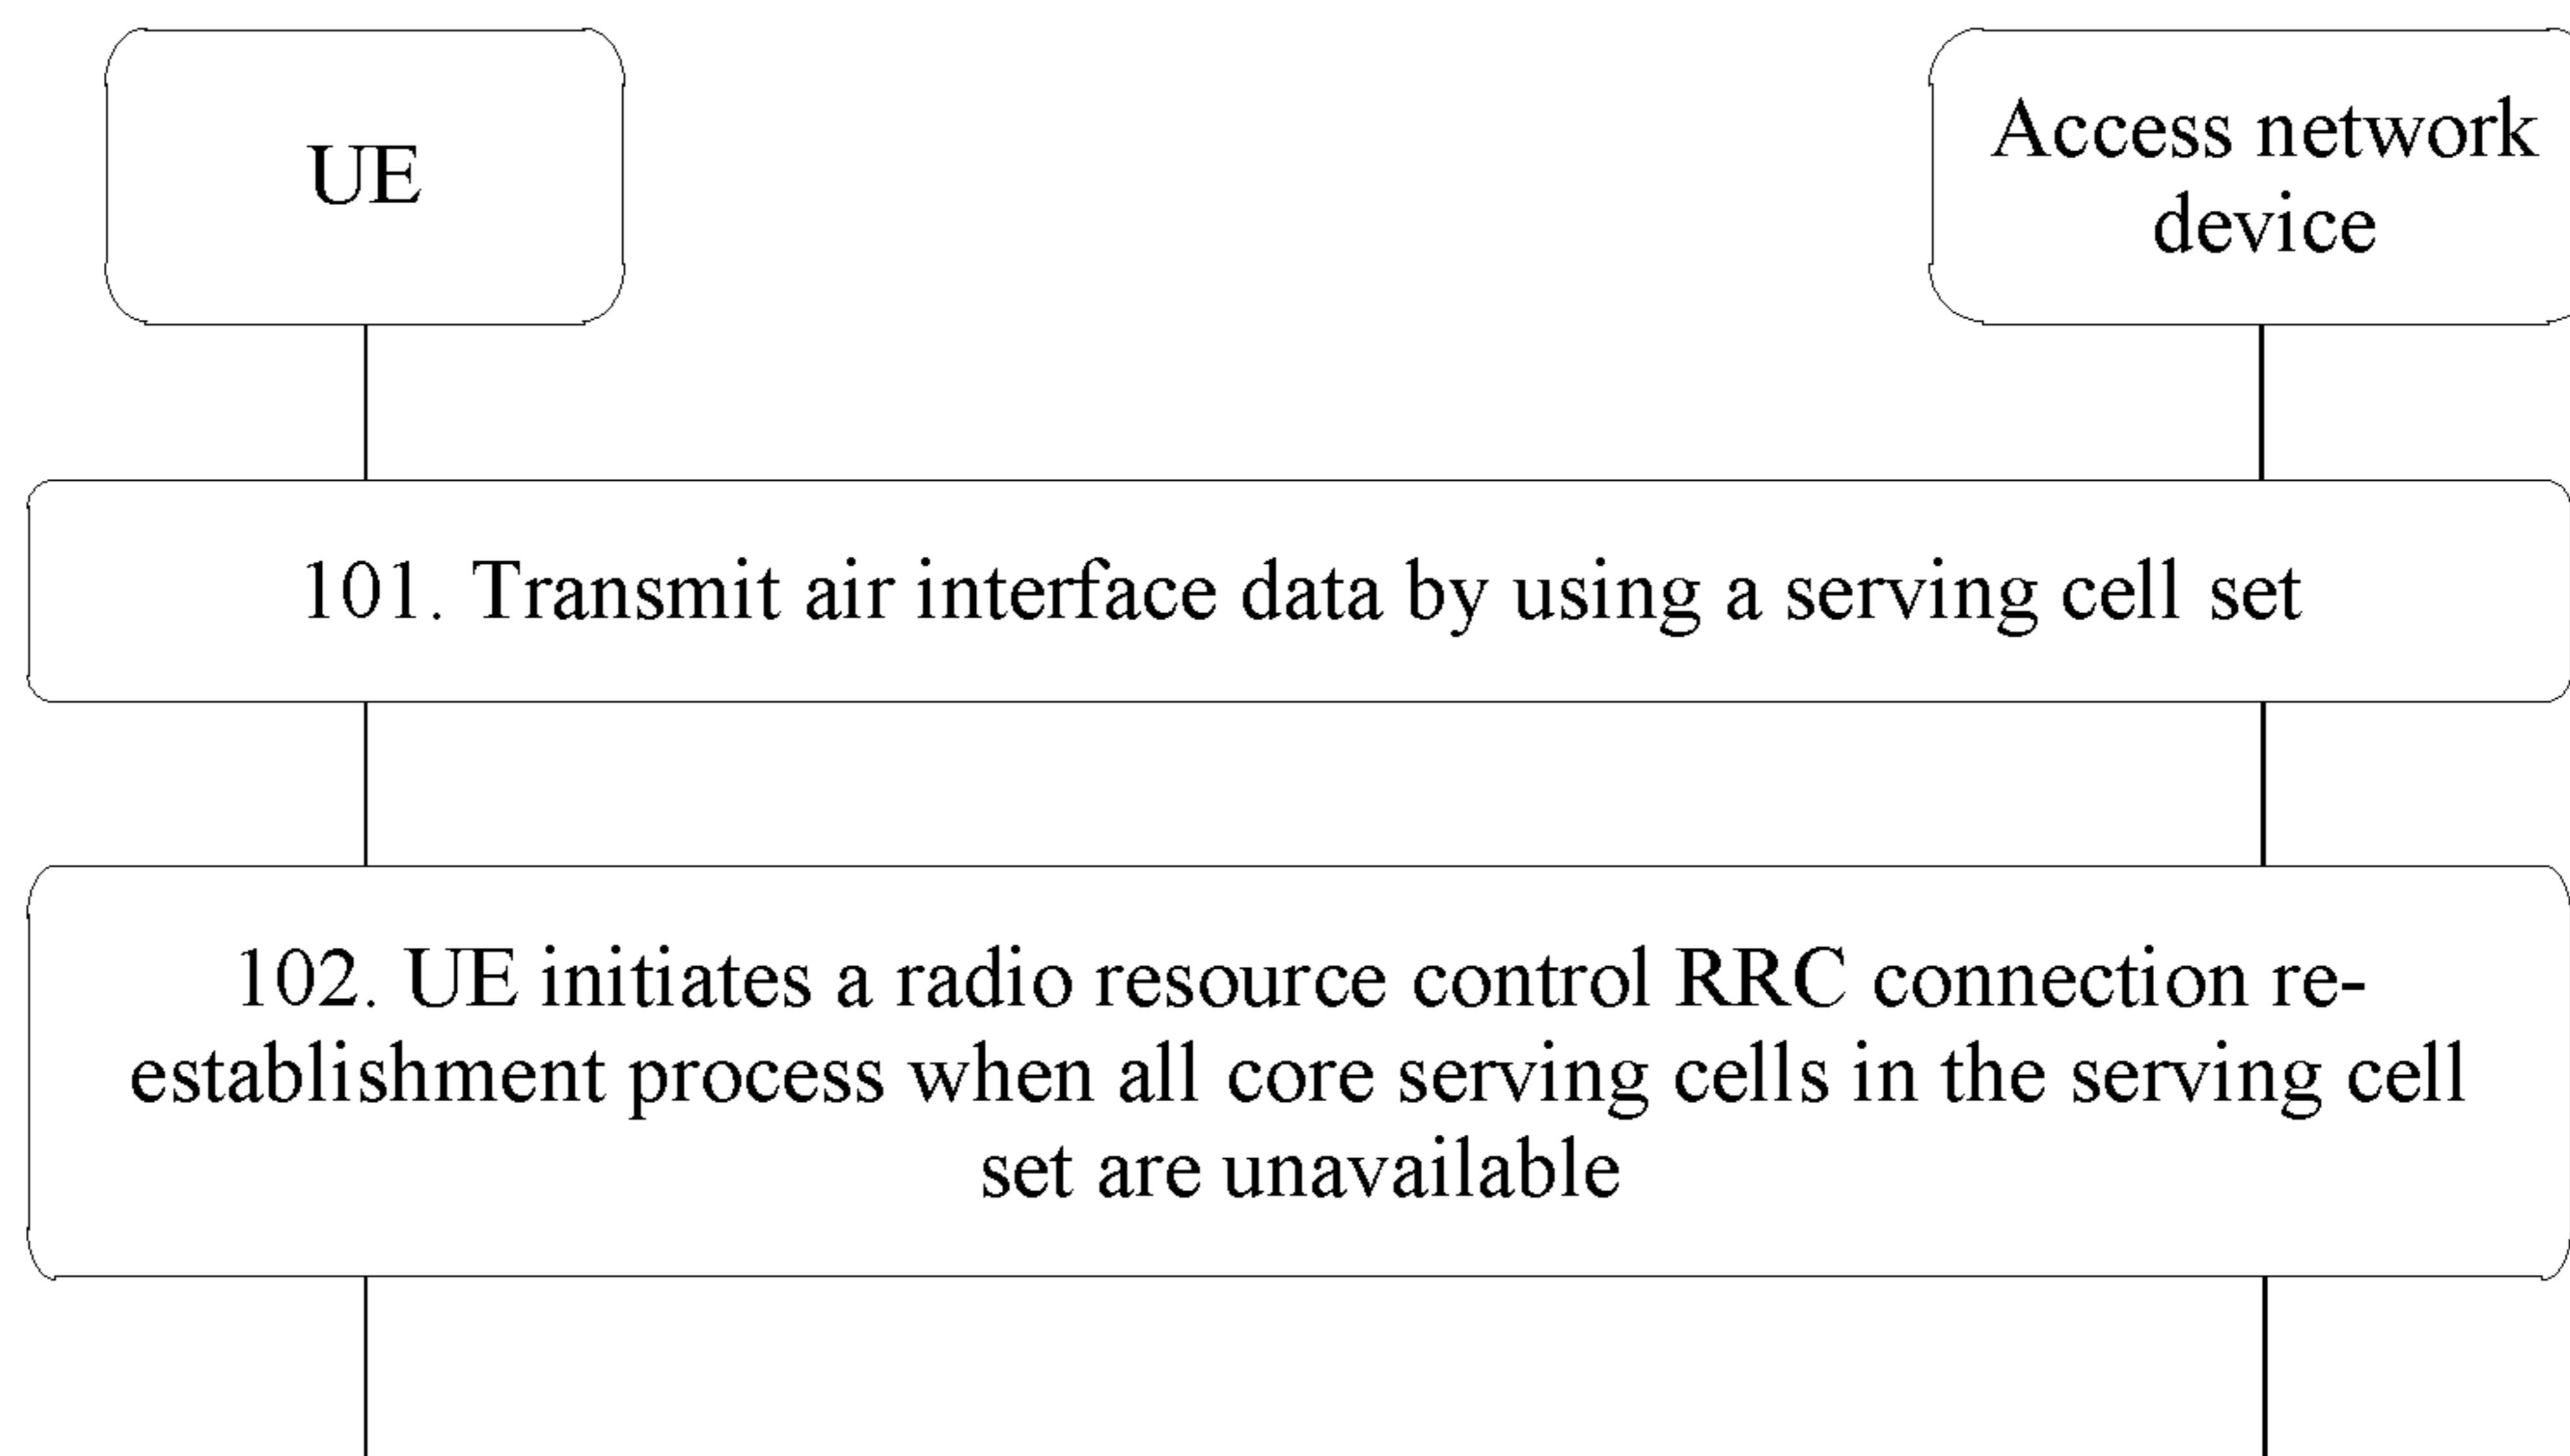 UE
Access network
device
101. Transmit air interface data by using a serving cell set
102. UE initiates a radio resource control RRC connection re-
establishment process when all core serving cells in the serving cell
set are unavailable